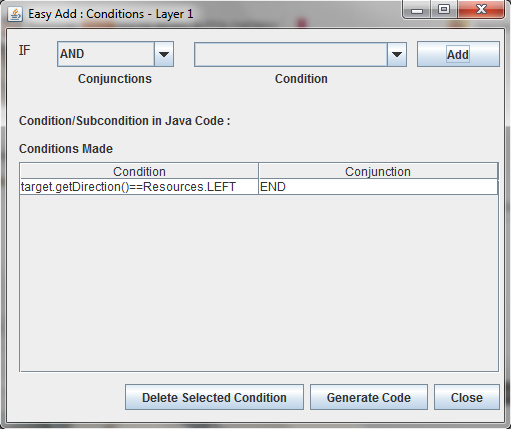 Easy Add : Conditions - Layer 1
IF AND Add
Conjunctions Condition
Condition/Subcondition in Java Code :
Conditions Made
Condition Conjunction
target.getDirection()==Resources.LEFT END
Delete Selected Condition Generate Code Close